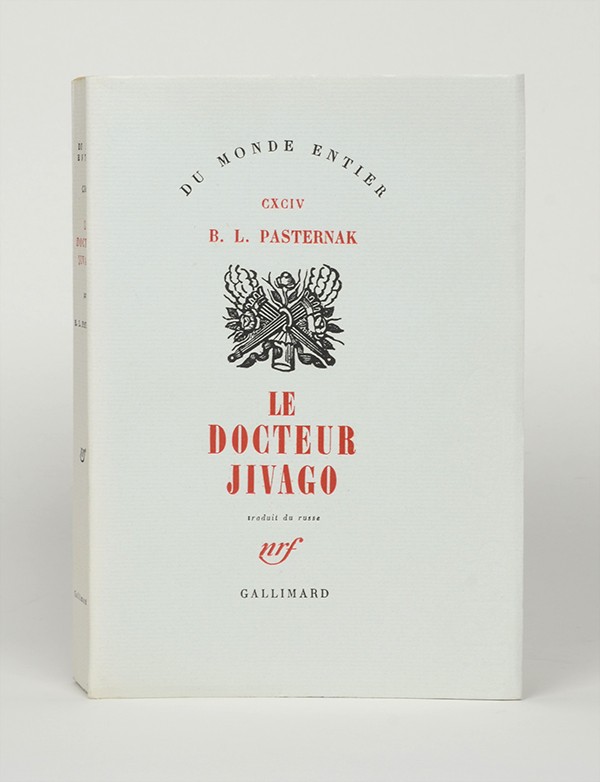 DU MONDE ENTIER
CXCIV
B. L. PASTERNAK
LE
DOCTEUR
JIVAGO
traduit du russe
nrf
GALLIMARD